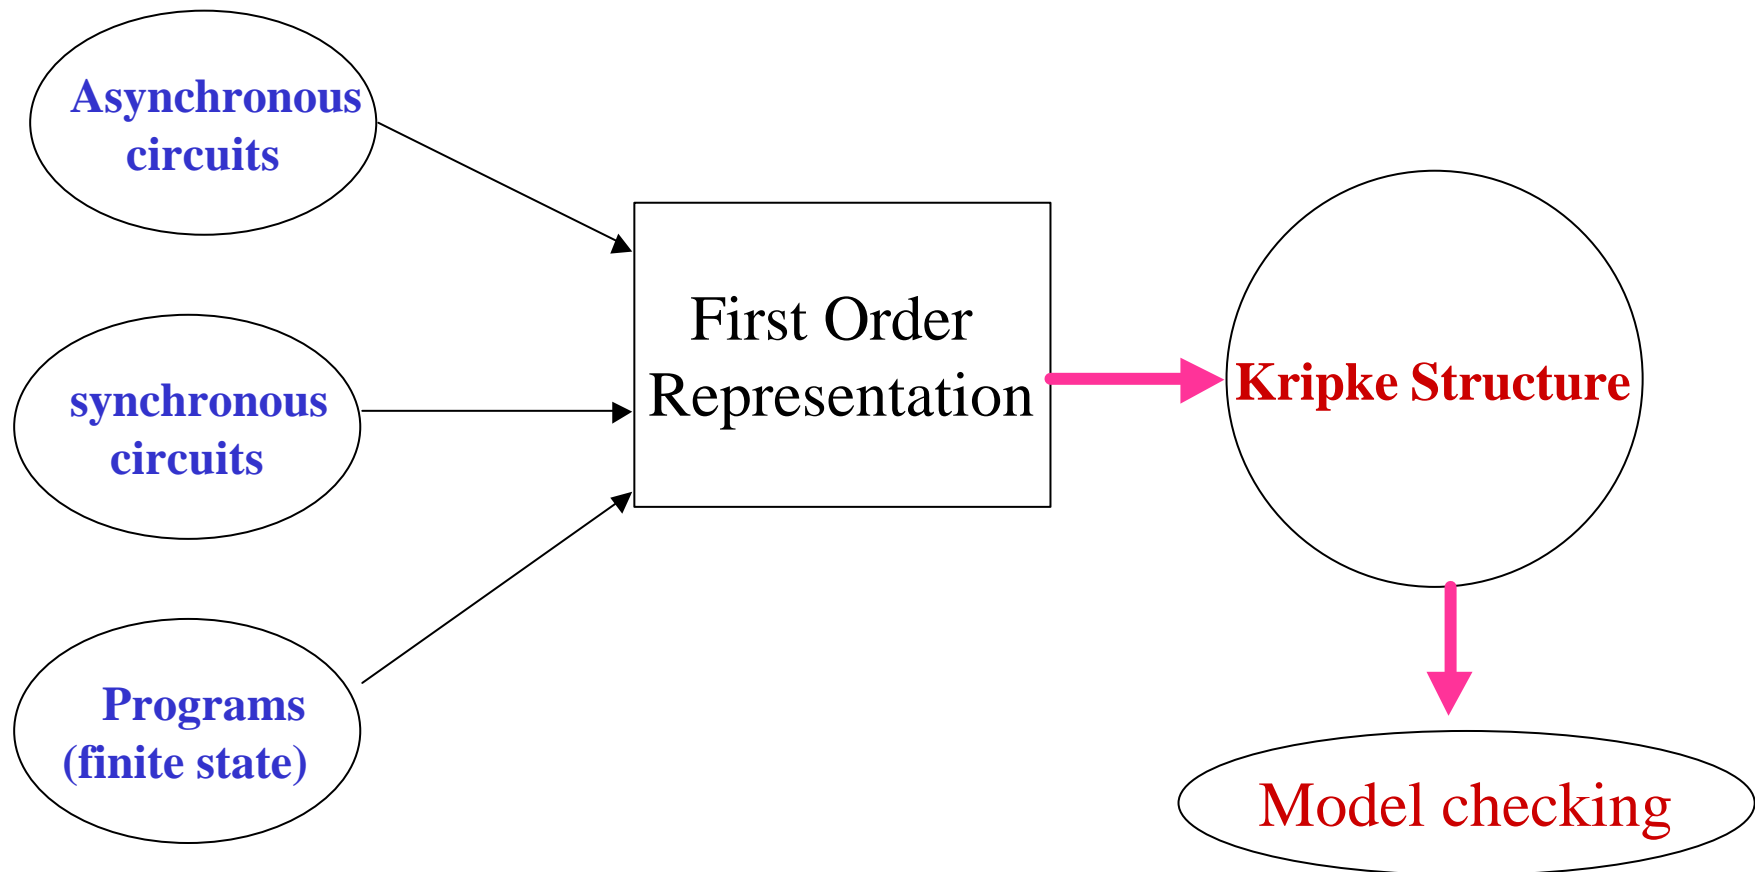 Asynchronous
circuits
synchronous
circuits
Programs
(finite state)
First Order
Representation
Kripke Structure
Model checking